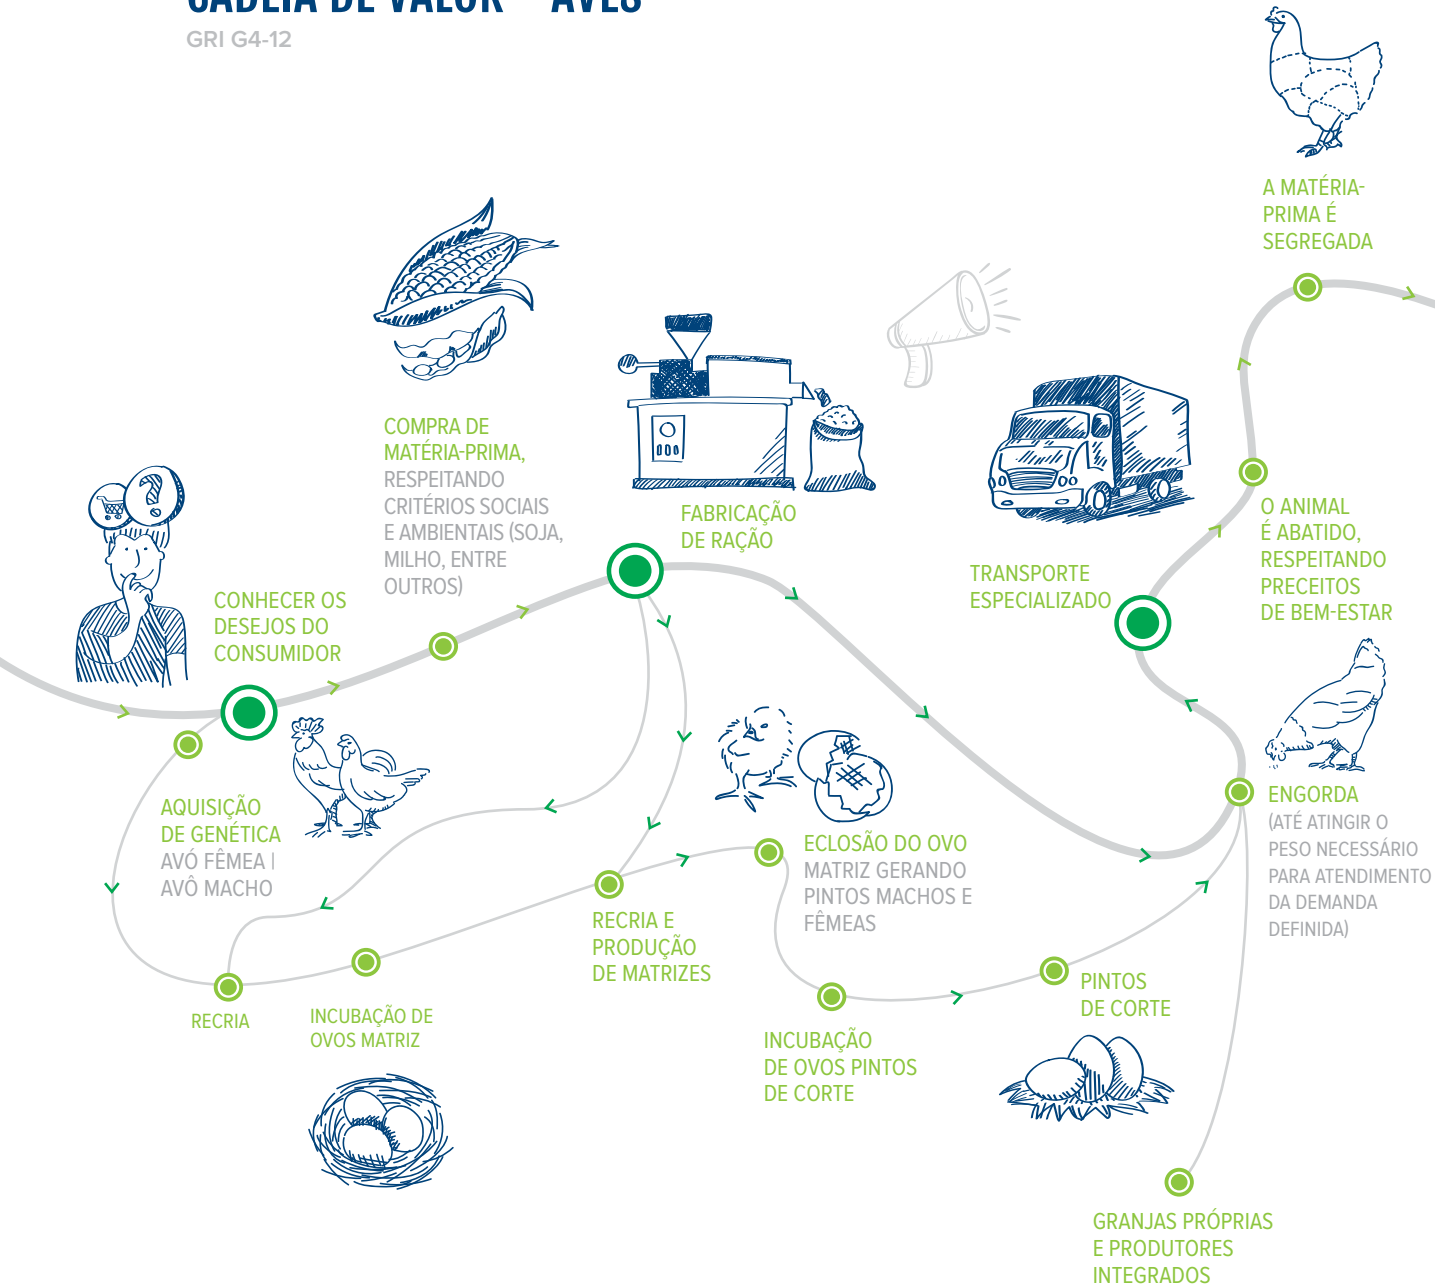 CADEIA DE VALOR – AVES
GRI G4-12
A MATÉRIA-
PRIMA É
SEGREGADA
COMPRA DE
MATÉRIA-PRIMA,
RESPEITANDO
CRITÉRIOS SOCIAIS
E AMBIENTAIS (SOJA,
MILHO, ENTRE
OUTROS)
FABRICAÇÃO
DE RAÇÃO
O ANIMAL
É ABATIDO,
RESPEITANDO
PRECEITOS
DE BEM-ESTAR
TRANSPORTE
ESPECIALIZADO
CONHECER OS
DESEJOS DO
CONSUMIDOR
AQUISIÇÃO
DE GENÉTICA
AVÓ FÊMEA |
AVÔ MACHO
ECLOSÃO DO OVO
MATRIZ GERANDO
PINTOS MACHOS E
FÊMEAS
ENGORDA
(ATÉ ATINGIR O
PESO NECESSÁRIO
PARA ATENDIMENTO
DA DEMANDA
DEFINIDA)
RECRIA E
PRODUÇÃO
DE MATRIZES
RECRIA
INCUBAÇÃO DE
OVOS MATRIZ
PINTOS
DE CORTE
INCUBAÇÃO
DE OVOS PINTOS
DE CORTE
GRANJAS PRÓPRIAS
E PRODUTORES
INTEGRADOS